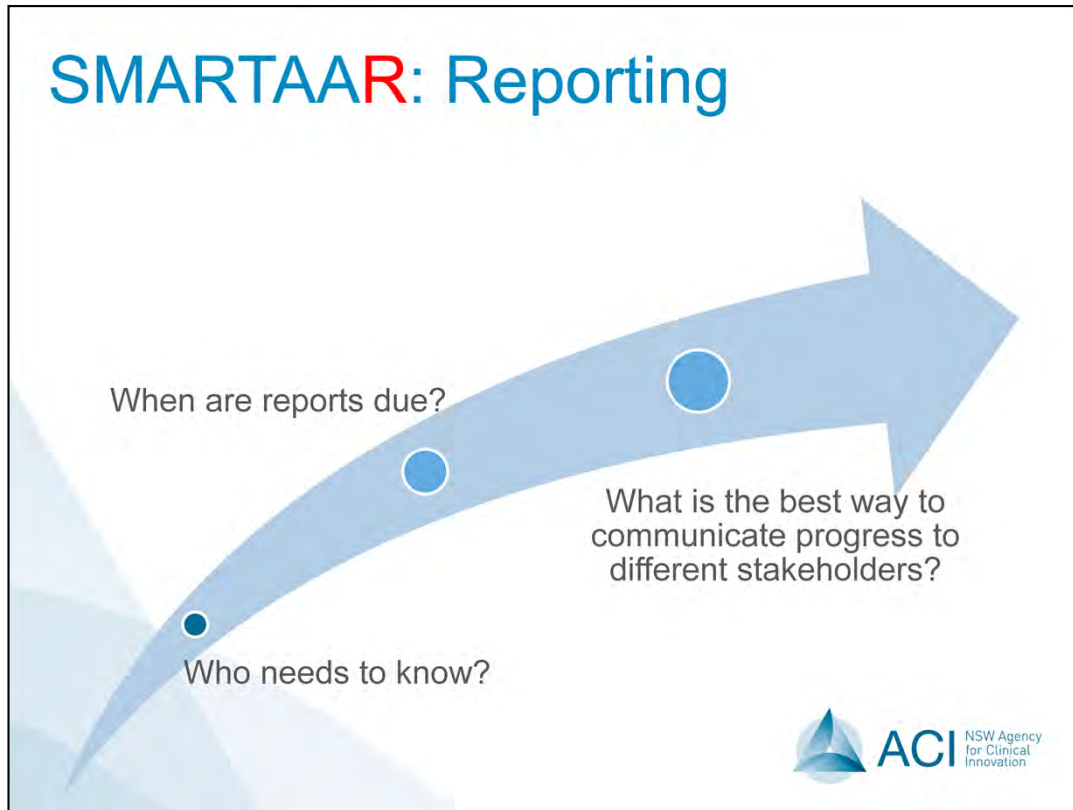 SMARTAAR: Reporting
When are reports due?
What is the best way to
communicate progress to
different stakeholders?
Who needs to know?
ACI NSW Agency
for Clinical
Innovation